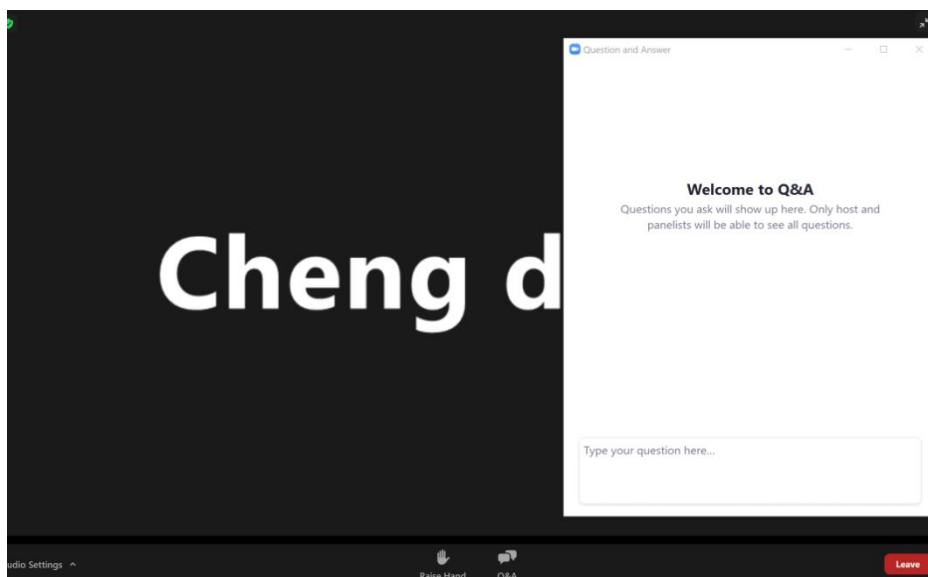 Question and Answer
Welcome to Q&A
Questions you ask will show up here. Only host and
panelists will be able to see all questions.
Cheng d
Type your question here...
udio Settings
Raise Hand
Q&A
Leave